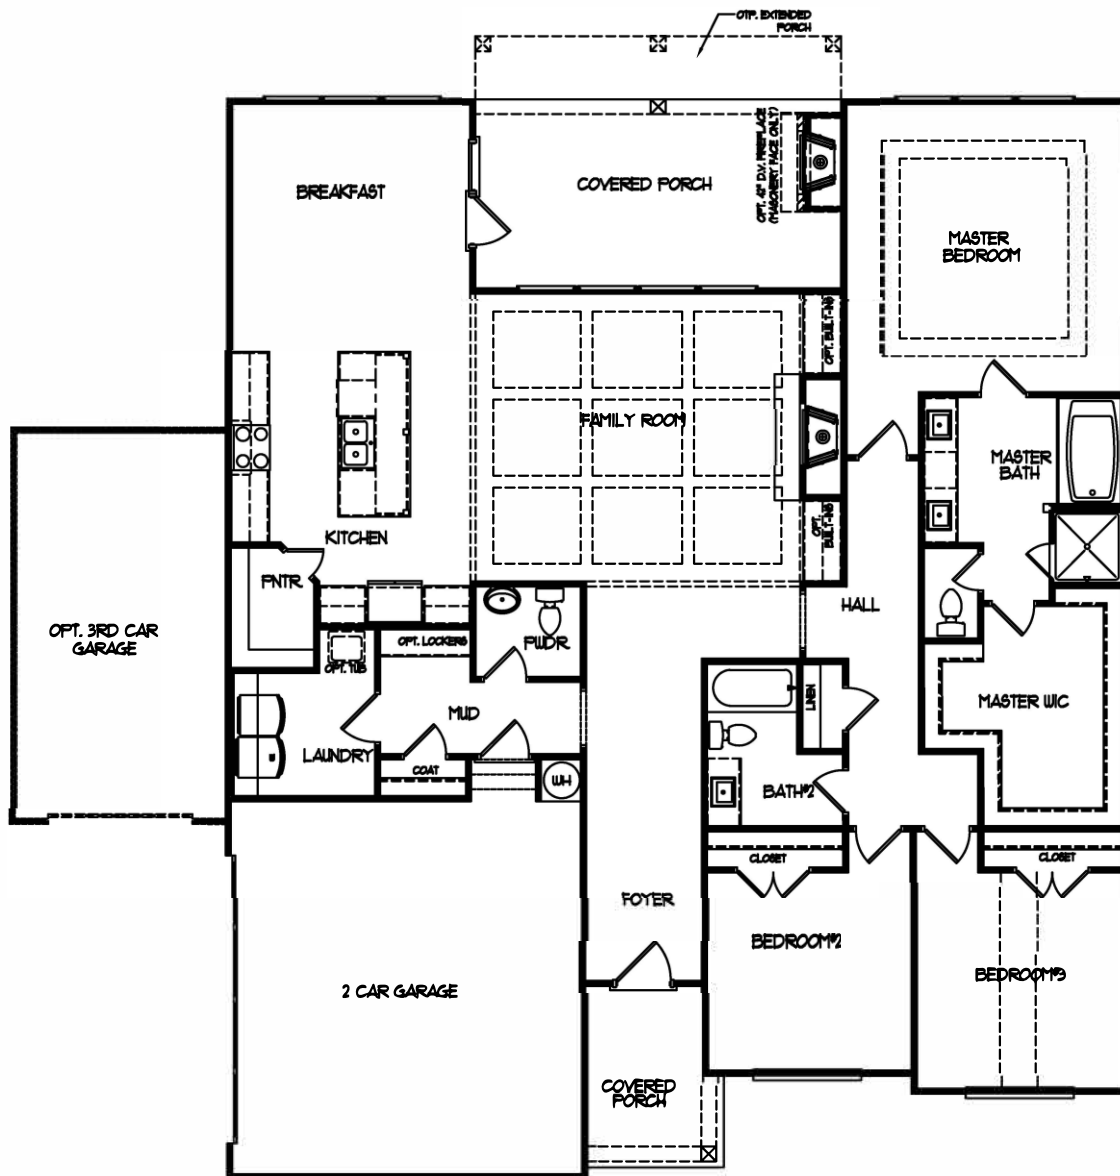 OTP. EXTENDED
PORCH
BREAKFAST
COVERED PORCH
OPT. 42" D.V. FIREPLACE
(MASONERY FACE ONLY)
MASTER
BEDROOM
OPT. BUILT-INS
FAMILY ROOM
MASTER
BATH
KITCHEN
OPT.
BUILT-INS
PNTR
HALL
OPT. 3RD CAR
GARAGE
OPT. LOCKERS
PWDR
OPT. TUB
MUD
LINEN
MASTER WIC
LAUNDRY
COAT
WH
BATH#2
CLOSET
CLOSET
FOYER
BEDROOM#2
BEDROOM#3
2 CAR GARAGE
COVERED
PORCH